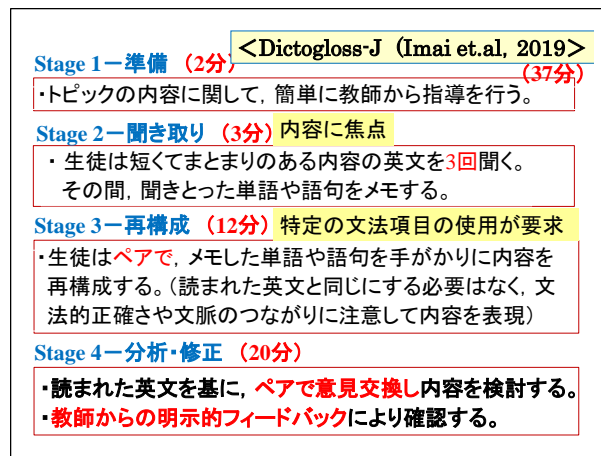 <Dictogloss-J（Imai et.al, 2019>
Stage 1－準備（2分）
（37分）
・トピックの内容に関して，簡単に教師から指導を行う。
Stage 2－聞き取り（3分）内容に焦点
・ 生徒は短くてまとまりのある内容の英文を3回聞く。
その間，聞きとった単語や語句をメモする。
Stage 3－再構成（12分）特定の文法項目の使用が要求
・生徒はペアで，メモした単語や語句を手がかりに内容を
再構成する。（読まれた英文と同じにする必要はなく，文
法的正確さや文脈のつながりに注意して内容を表現）
Stage 4－分析・修正（20分）
・読まれた英文を基に，ペアで意見交換し内容を検討する。
・教師からの明示的フィードバックにより確認する。